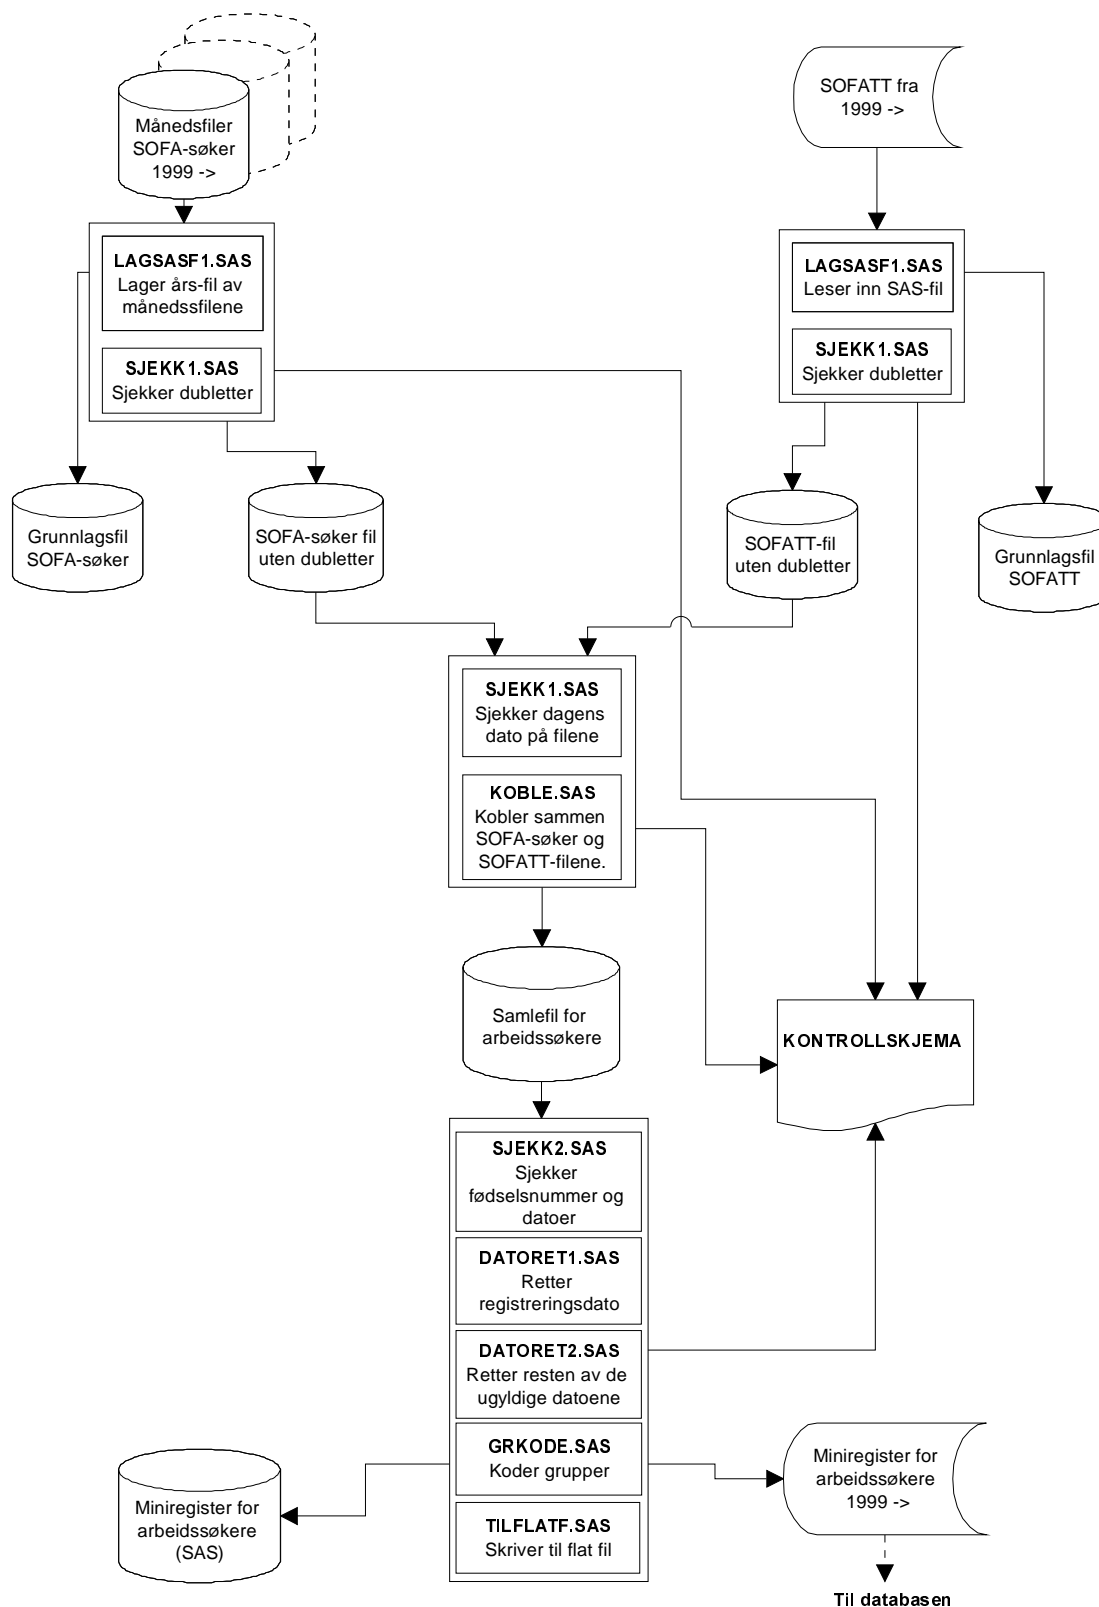 Månedsfiler
SOFA-søker
1999 ->
SOFATT fra
1999 ->
LAGSASF1.SAS
Lager års-fil av
månedssfilene
SJEKK1.SAS
Sjekker dubletter
LAGSASF1.SAS
Leser inn SAS-fil
SJEKK1.SAS
Sjekker dubletter
Grunnlagsfil
SOFA-søker
SOFA-søker fil
uten dubletter
SOFATT-fil
uten dubletter
Grunnlagsfil
SOFATT
SJEKK1.SAS
Sjekker dagens
dato på filene
KOBLE.SAS
Kobler sammen
SOFA-søker og
SOFATT-filene.
Samlefil for
arbeidssøkere
KONTROLLSKJEMA
SJEKK2.SAS
Sjekker
fødselsnummer og
datoer
DATORET1.SAS
Retter
registreringsdato
DATORET2.SAS
Retter resten av de
ugyldige datoene
GRKODE.SAS
Koder grupper
TILFLATF.SAS
Skriver til flat fil
Miniregister for
arbeidssøkere
(SAS)
Miniregister for
arbeidssøkere
1999 ->
Til databasen